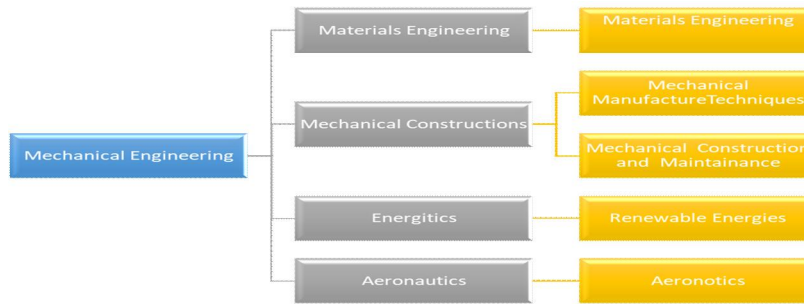 Mechanical Engineering
Materials Engineering
Materials Engineering
Mechanical Constructions
Mechanical
ManufactureTechniques
Mechanical Construction
and Maintainance
Energitics
Renewable Energies
Aeronautics
Aeronotics